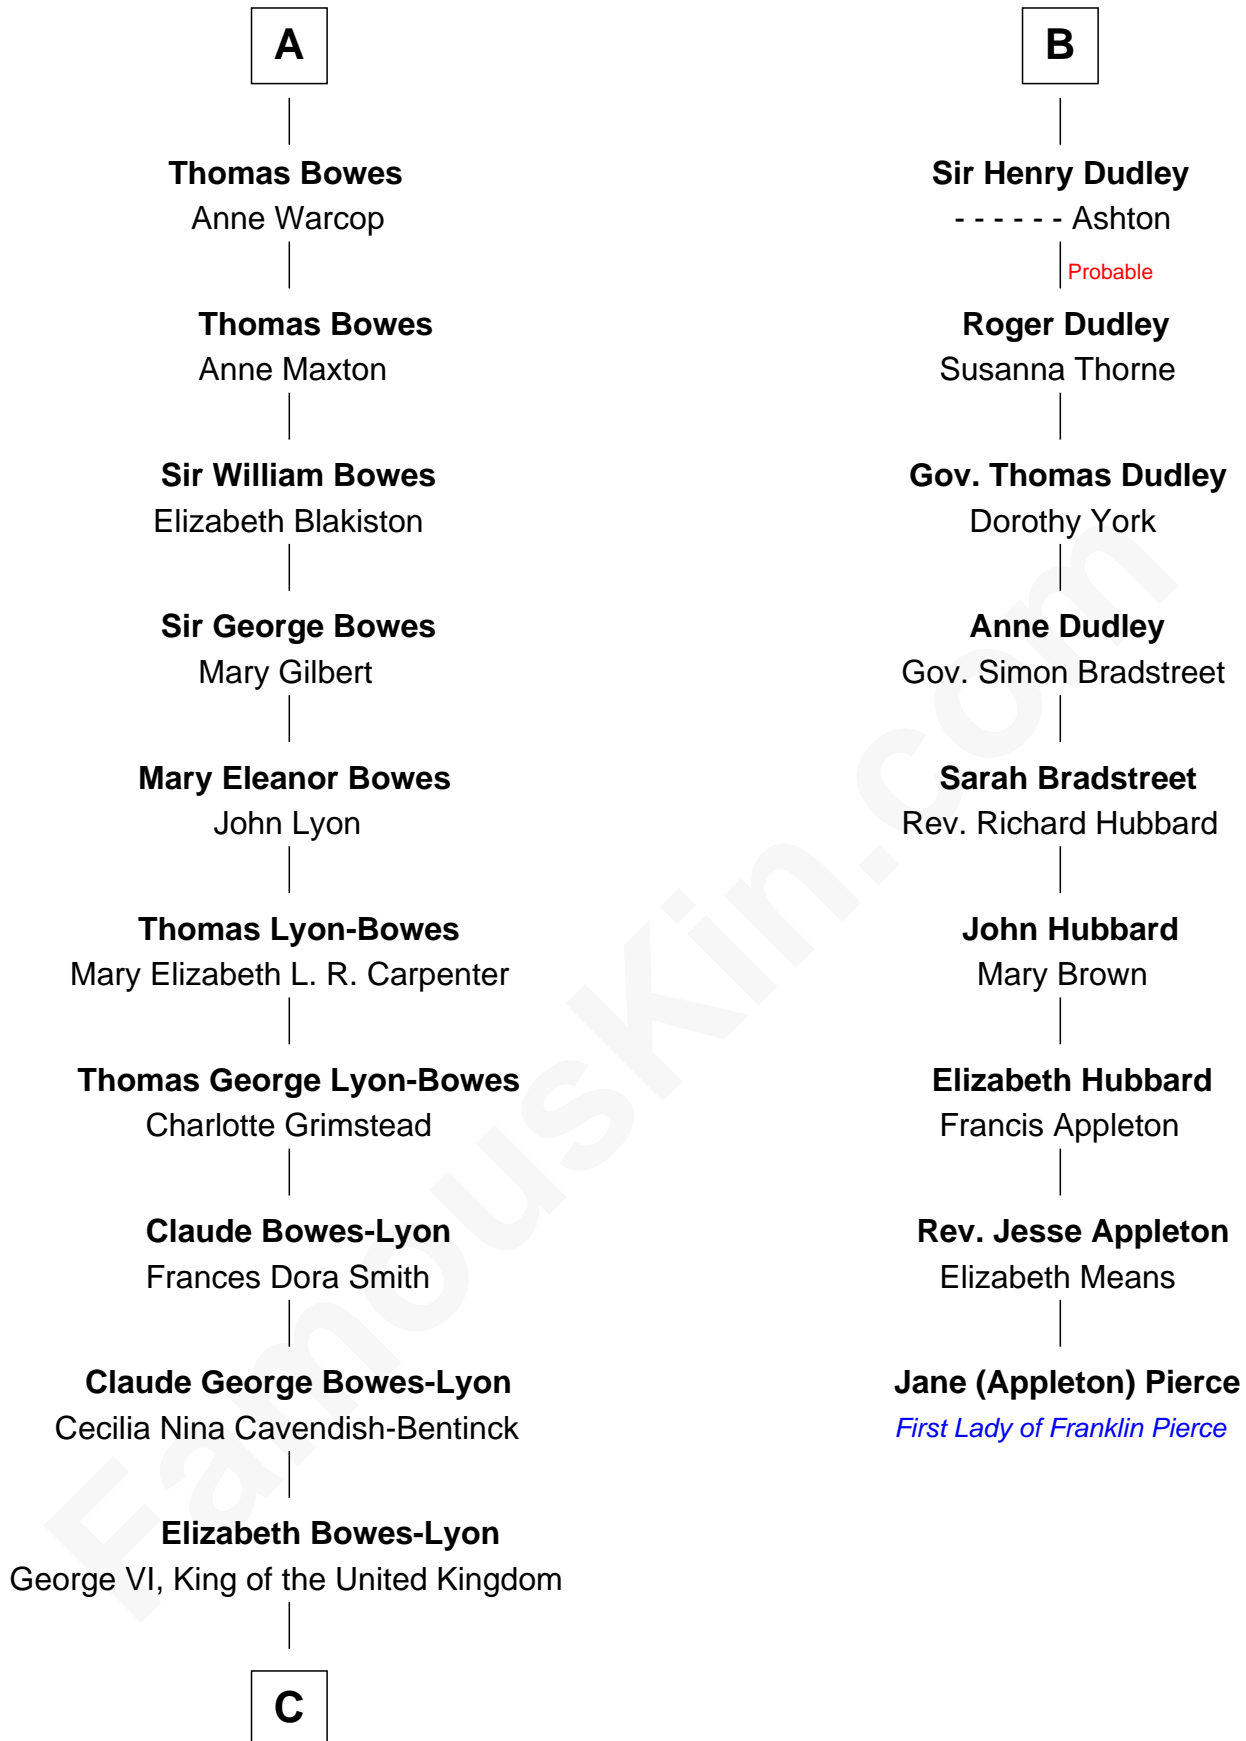 A
Thomas Bowes
Anne Warcop
Thomas Bowes
Anne Maxton
Sir William Bowes
Elizabeth Blakiston
Sir George Bowes
Mary Gilbert
Mary Eleanor Bowes
John Lyon
Thomas Lyon-Bowes
Mary Elizabeth L. R. Carpenter
Thomas George Lyon-Bowes
Charlotte Grimstead
Claude Bowes-Lyon
Frances Dora Smith
Claude George Bowes-Lyon
Cecilia Nina Cavendish-Bentinck
Elizabeth Bowes-Lyon
George VI, King of the United Kingdom
C
B
Sir Henry Dudley
- - - - - - Ashton
Probable
Roger Dudley
Susanna Thorne
Gov. Thomas Dudley
Dorothy York
Anne Dudley
Gov. Simon Bradstreet
Sarah Bradstreet
Rev. Richard Hubbard
John Hubbard
Mary Brown
Elizabeth Hubbard
Francis Appleton
Rev. Jesse Appleton
Elizabeth Means
Jane (Appleton) Pierce
First Lady of Franklin Pierce
FamousKin.com